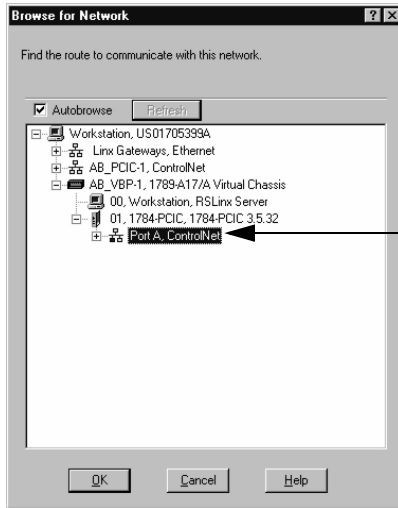 Browse for Network
Find the route to communicate with this network.
Autobrowse
Refresh
Workstation, US01705399A
Linx Gateways, Ethernet
AB_PCIC-1, ControlNet
AB_VBP-1, 1789-A17/A Virtual Chassis
00, Workstation, RSLinx Server
01, 1784-PCIC, 1784-PCIC 3.5.32
Port A, ControlNet
OK
Cancel
Help